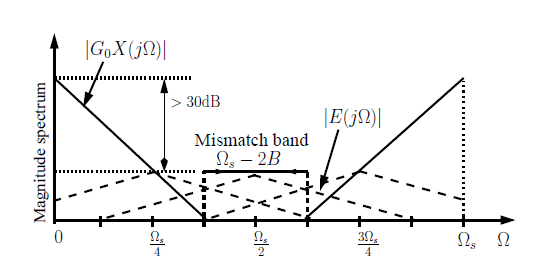 |G₀X(jΩ)|
> 30dB
|E(jΩ)|
Mismatch band
Ωₛ − 2B
Magnitude spectrum
0 Ωₛ/4 Ωₛ/2 3Ωₛ/4 Ωₛ Ω